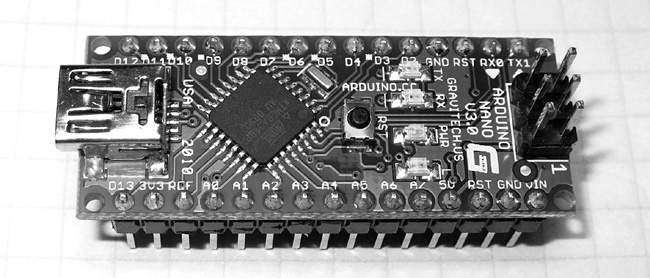 D12 D11 D10 D9 D8 D7 D6 D5 D4 D3 D2 GND RST RX0 TX1
TX
RX
PWR
L
ARDUINO.CC
RST
USA
2010
GRAVITECH.US
ARDUINO
NANO
V3.0
G
1
D13 3V3 REF A0 A1 A2 A3 A4 A5 A6 A7 5V RST GND VIN